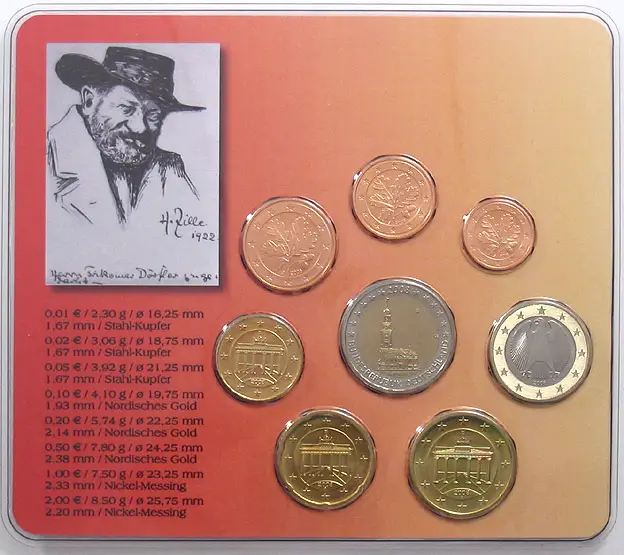 H. Zille
1922
Herrn
0.01 € / 2,30 g / ø 16,25 mm
1,67 mm / Stahl-Kupfer
0.02 € / 3,06 g / ø 18,75 mm
1,67 mm / Stahl-Kupfer
0.05 € / 3,92 g / ø 21,25 mm
1.67 mm / Stahl-Kupfer
0,10 € / 4,10 g / ø 19,75 mm
1.93 mm / Nordisches Gold
0,20 € / 5,74 g / ø 22,25 mm
2,14 mm / Nordisches Gold
0.50 € / 7,80 g / ø 24,25 mm
2.38 mm / Nordisches Gold
1.00 € / 7,50 g / ø 23,25 mm
2.33 mm / Nickel-Messing
2,00 € / 8,50 g / ø 25,75 mm
2.20 mm / Nickel-Messing
2008
BUNDESREPUBLIK DEUTSCHLAND